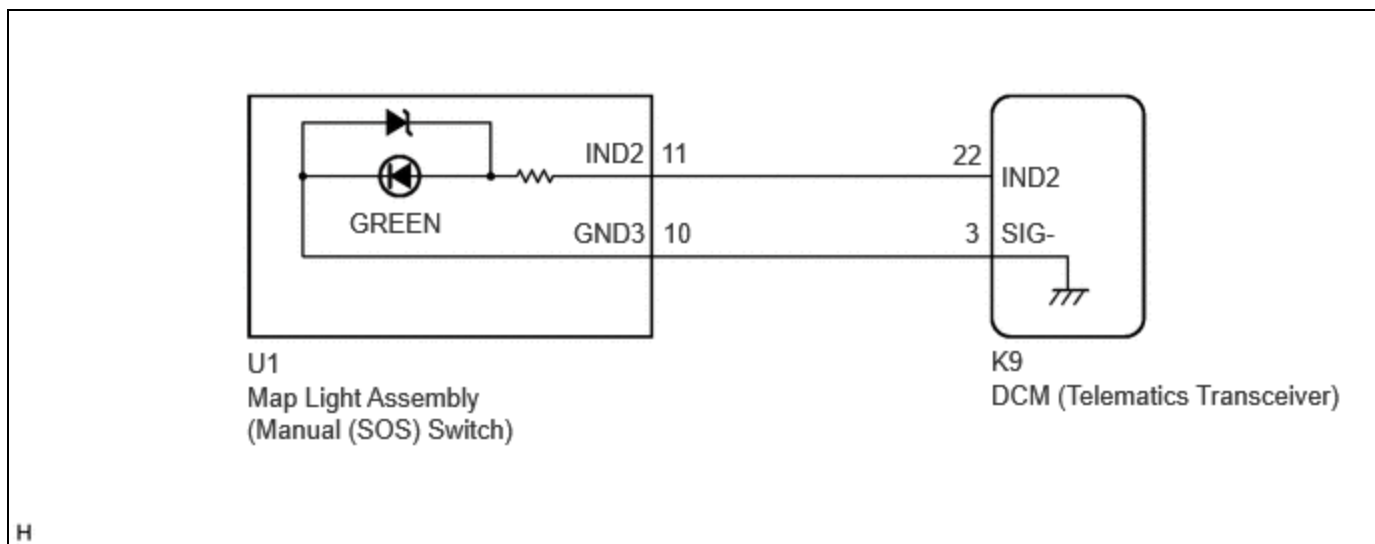 IND2 11
22
IND2
GREEN
GND3 10
3 SIG-
U1
Map Light Assembly
(Manual (SOS) Switch)
K9
DCM (Telematics Transceiver)
H